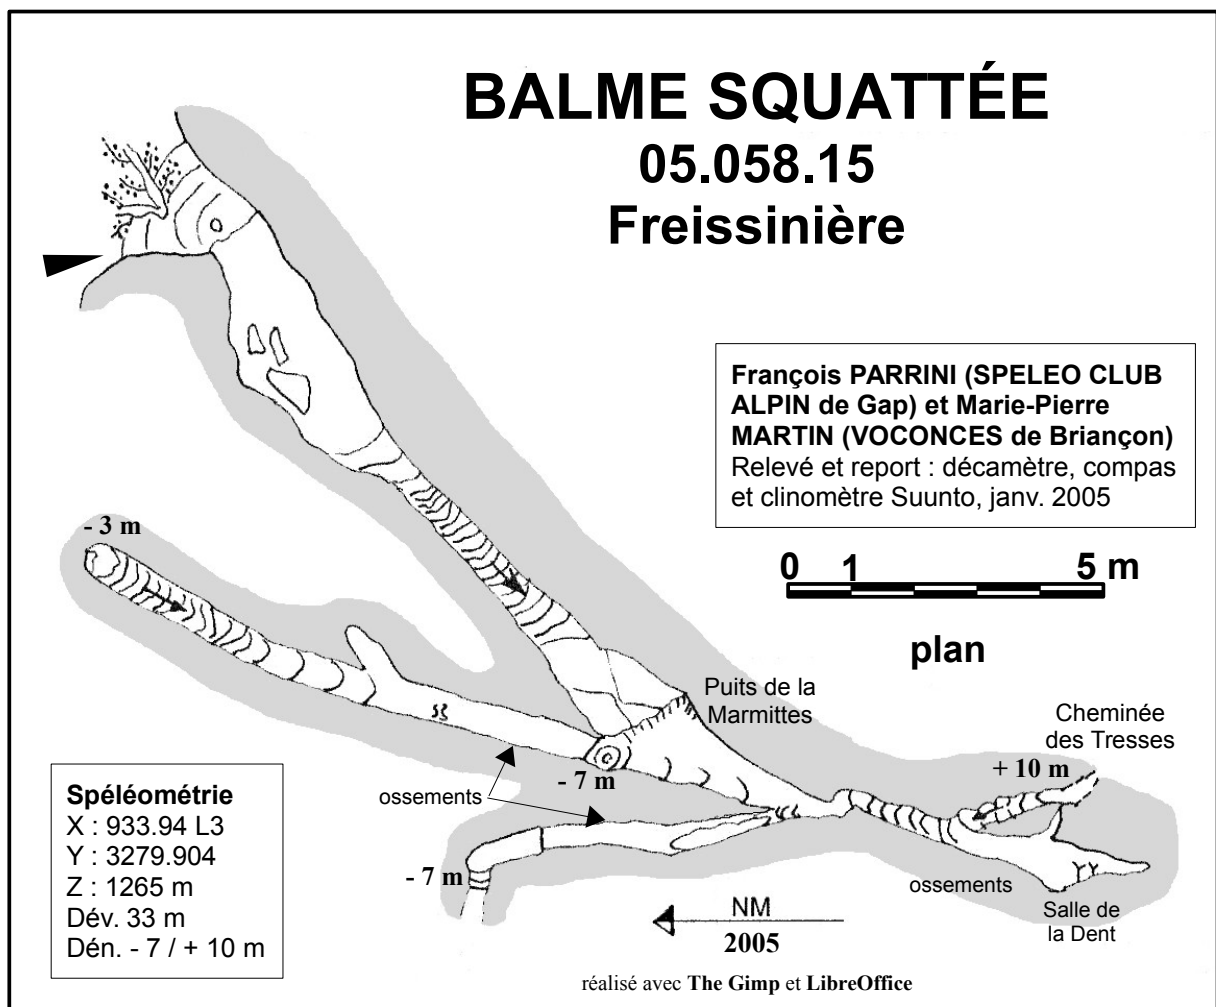 BALME SQUATTÉE
05.058.15
Freissinière
François PARRINI (SPELEO CLUB
ALPIN de Gap) et Marie-Pierre
MARTIN (VOCONCES de Briançon)
Relevé et report : décamètre, compas
et clinomètre Suunto, janv. 2005
0 1 5 m
plan
- 3 m
Puits de la
Marmittes
Cheminée
des Tresses
+ 10 m
- 7 m
ossements
- 7 m
ossements
Salle de
la Dent
Spéléométrie
X : 933.94 L3
Y : 3279.904
Z : 1265 m
Dév. 33 m
Dén. - 7 / + 10 m
NM
2005
réalisé avec The Gimp et LibreOffice